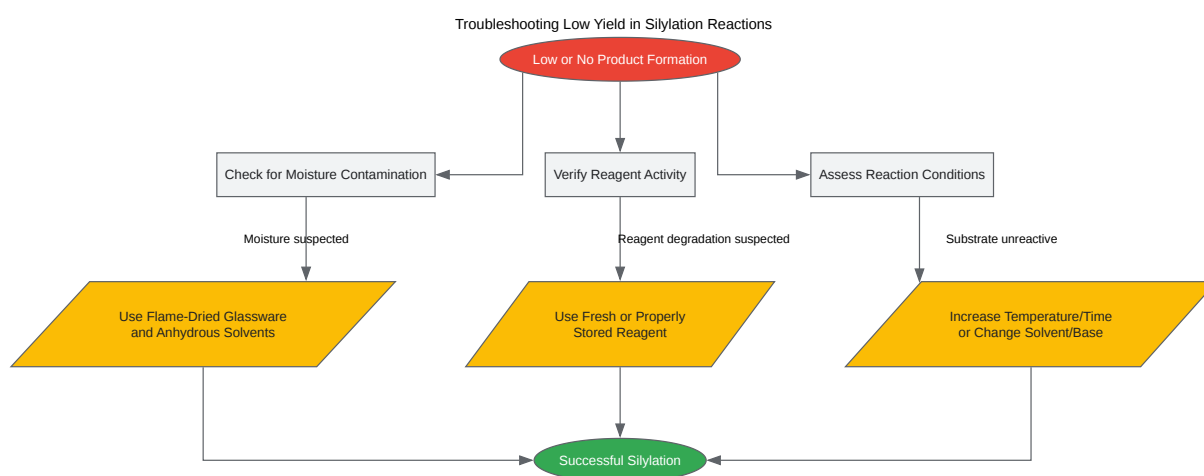 Troubleshooting Low Yield in Silylation Reactions
Low or No Product Formation
Check for Moisture Contamination
Verify Reagent Activity
Assess Reaction Conditions
Moisture suspected
Reagent degradation suspected
Substrate unreactive
Use Flame-Dried Glassware
and Anhydrous Solvents
Use Fresh or Properly
Stored Reagent
Increase Temperature/Time
or Change Solvent/Base
Successful Silylation